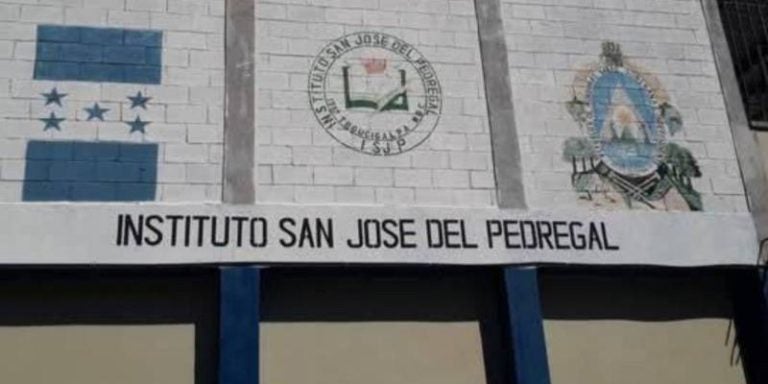 INSTITUTO SAN JOSE DEL PEDREGAL
TEGUCIGALPA
ISJP
INSTITUTO SAN JOSE DEL PEDREGAL